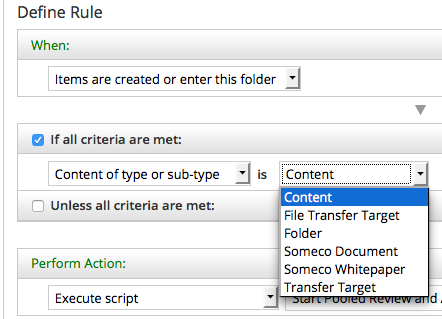 Define Rule
When:
Items are created or enter this folder
If all criteria are met:
Content of type or sub-type is Content
Content
File Transfer Target
Folder
Unless all criteria are met:
Someco Document
Someco Whitepaper
Transfer Target
Perform Action:
Execute script Start Pooled Review and